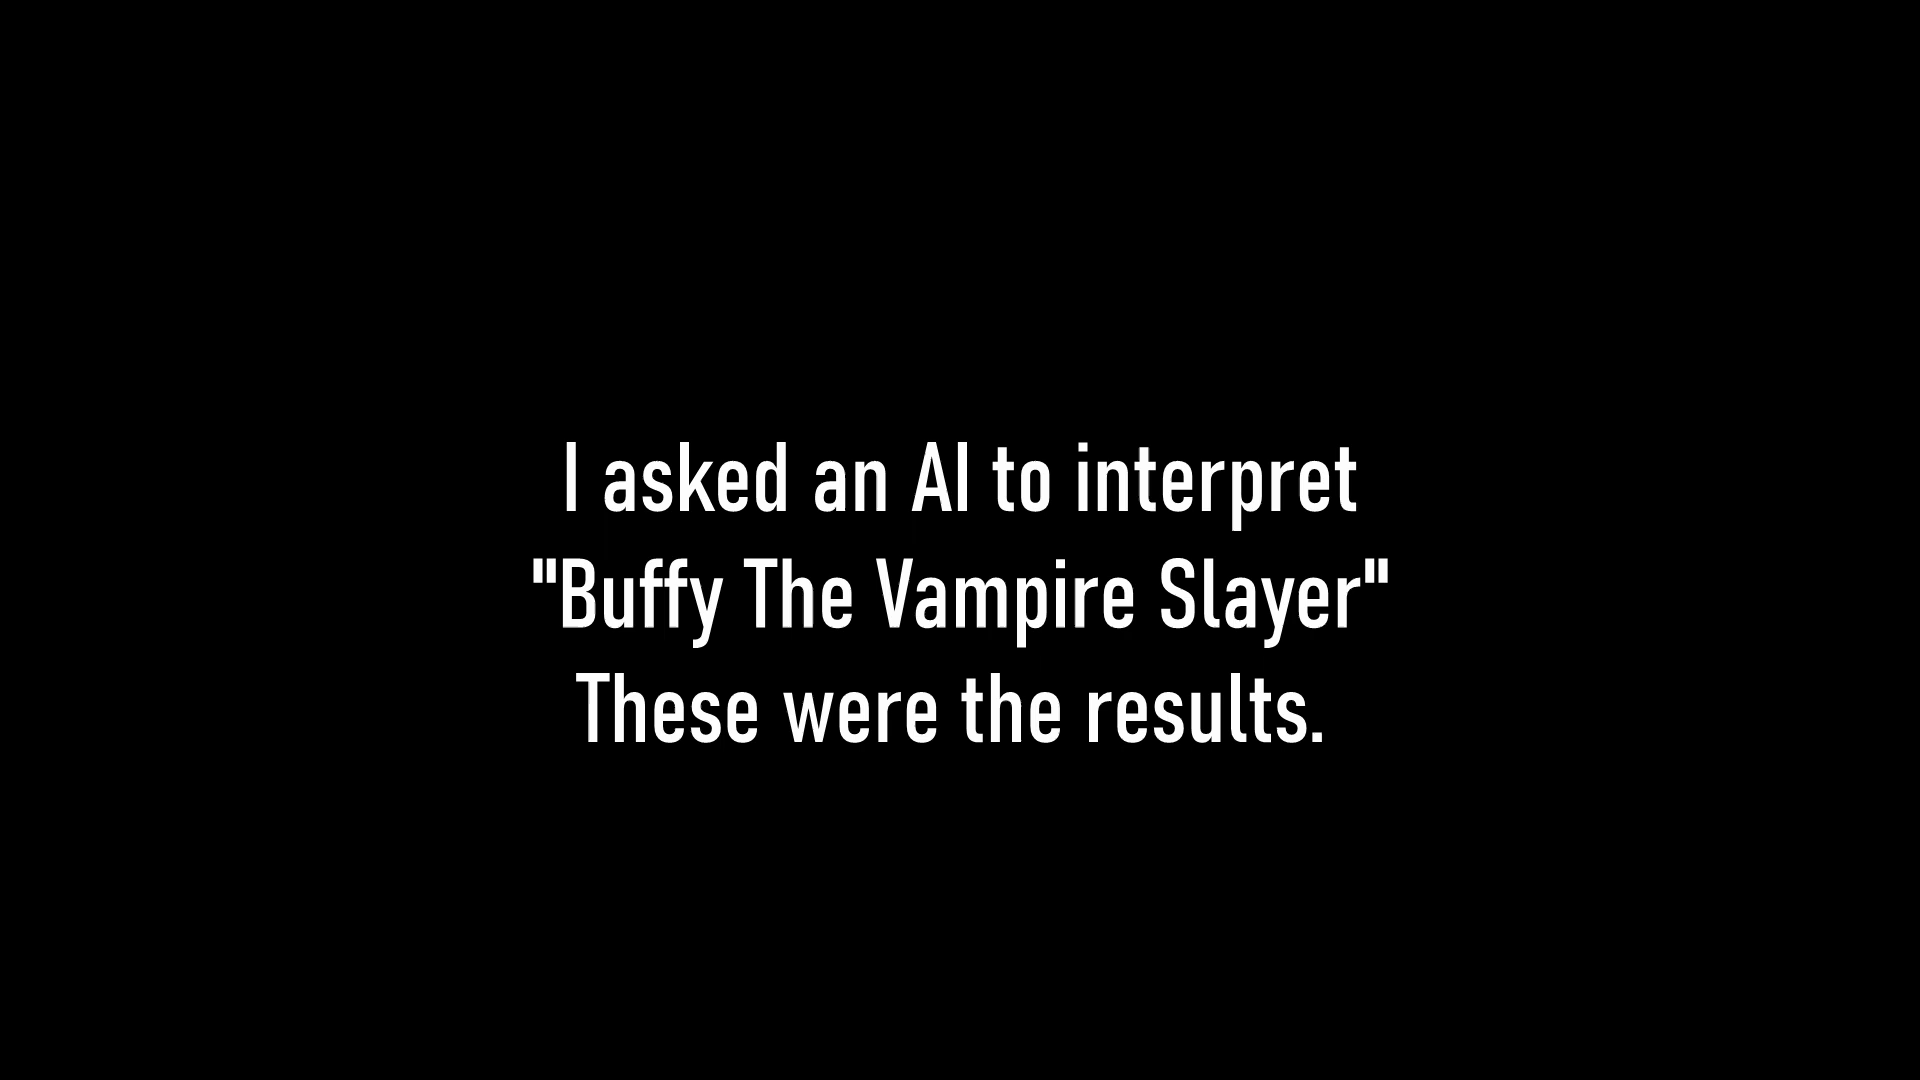 I asked an AI to interpret
"Buffy The Vampire Slayer"
These were the results.